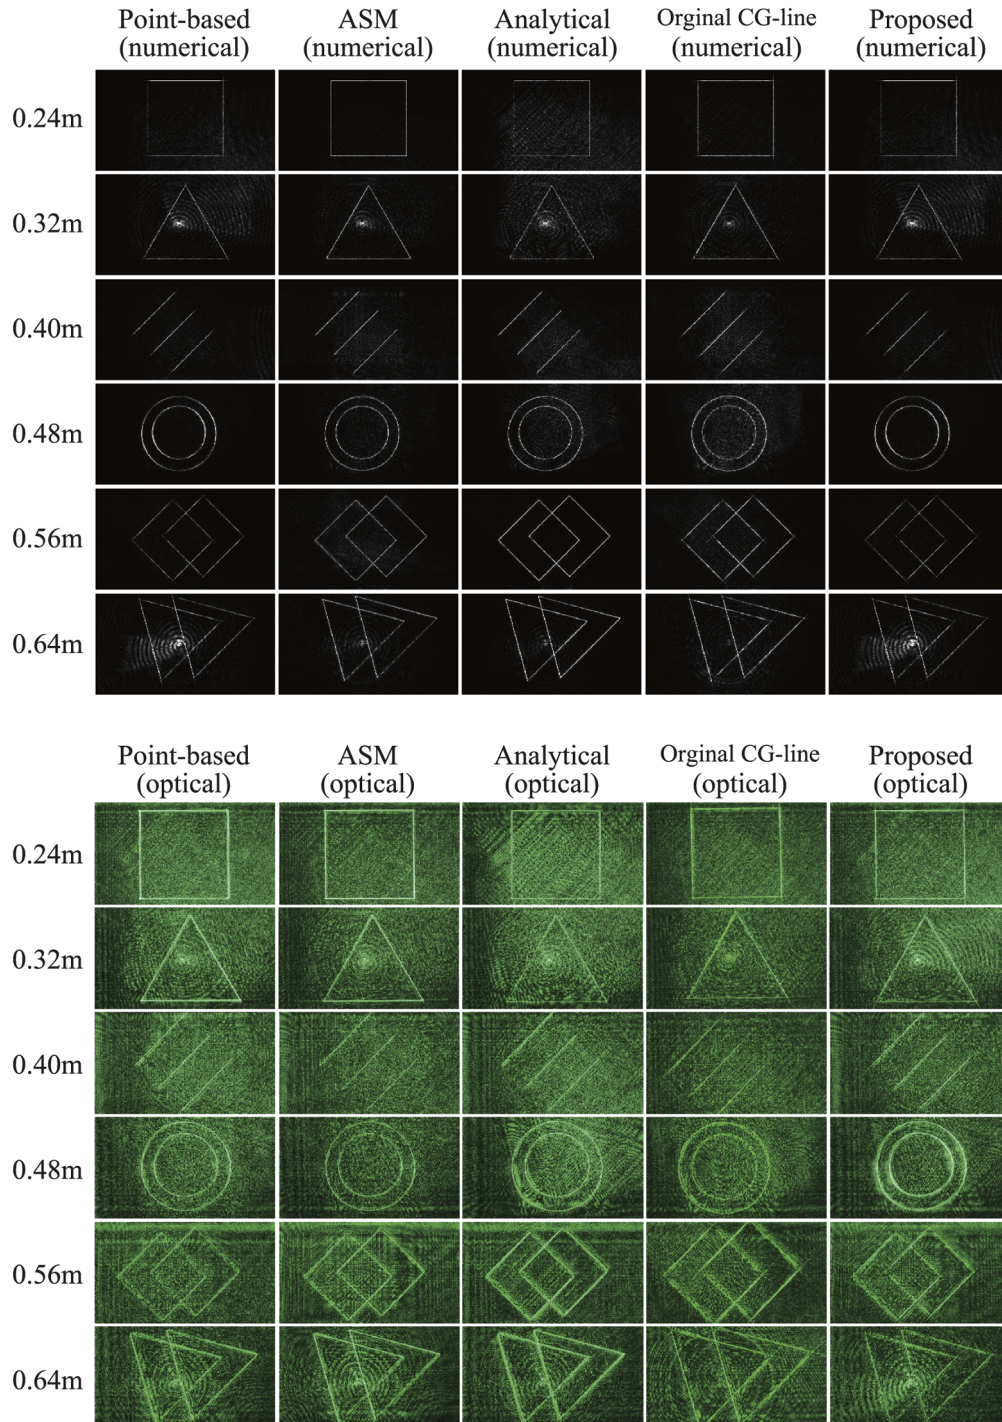 Point-based ASM Analytical Orginal CG-line Proposed
(numerical) (numerical) (numerical) (numerical) (numerical)
0.24m
0.32m
0.40m
0.48m
0.56m
0.64m
Point-based ASM Analytical Orginal CG-line Proposed
(optical) (optical) (optical) (optical) (optical)
0.24m
0.32m
0.40m
0.48m
0.56m
0.64m